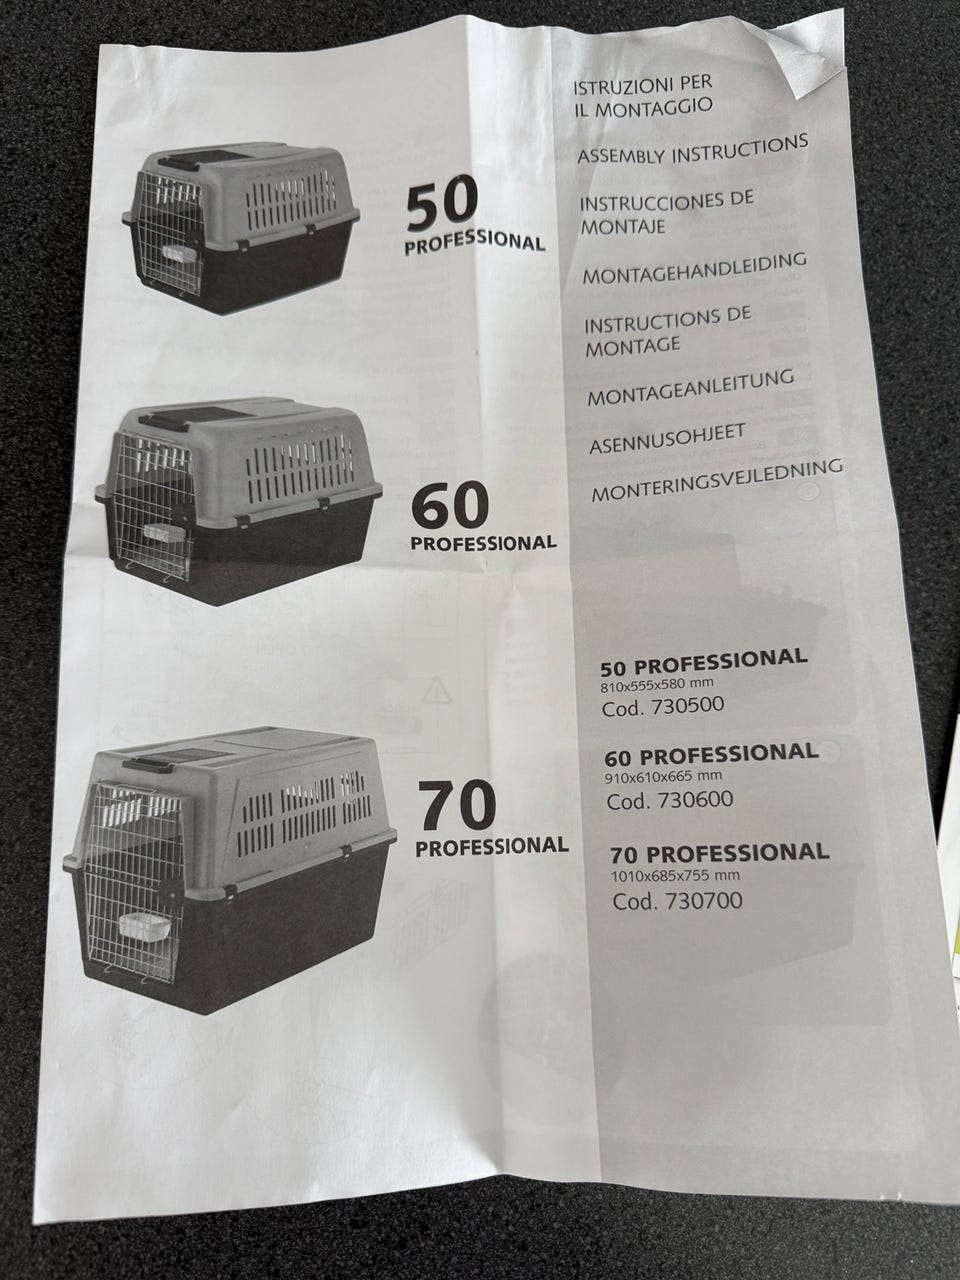 50
PROFESSIONAL
60
PROFESSIONAL
70
PROFESSIONAL
ISTRUZIONI PER
IL MONTAGGIO
ASSEMBLY INSTRUCTIONS
INSTRUCCIONES DE
MONTAJE
MONTAGEHANDLEIDING
INSTRUCTIONS DE
MONTAGE
MONTAGEANLEITUNG
ASENNUSOHJEET
MONTERINGSVEJLEDNING
50 PROFESSIONAL
810x555x580 mm
Cod. 730500
60 PROFESSIONAL
910x610x665 mm
Cod. 730600
70 PROFESSIONAL
1010x685x755 mm
Cod. 730700